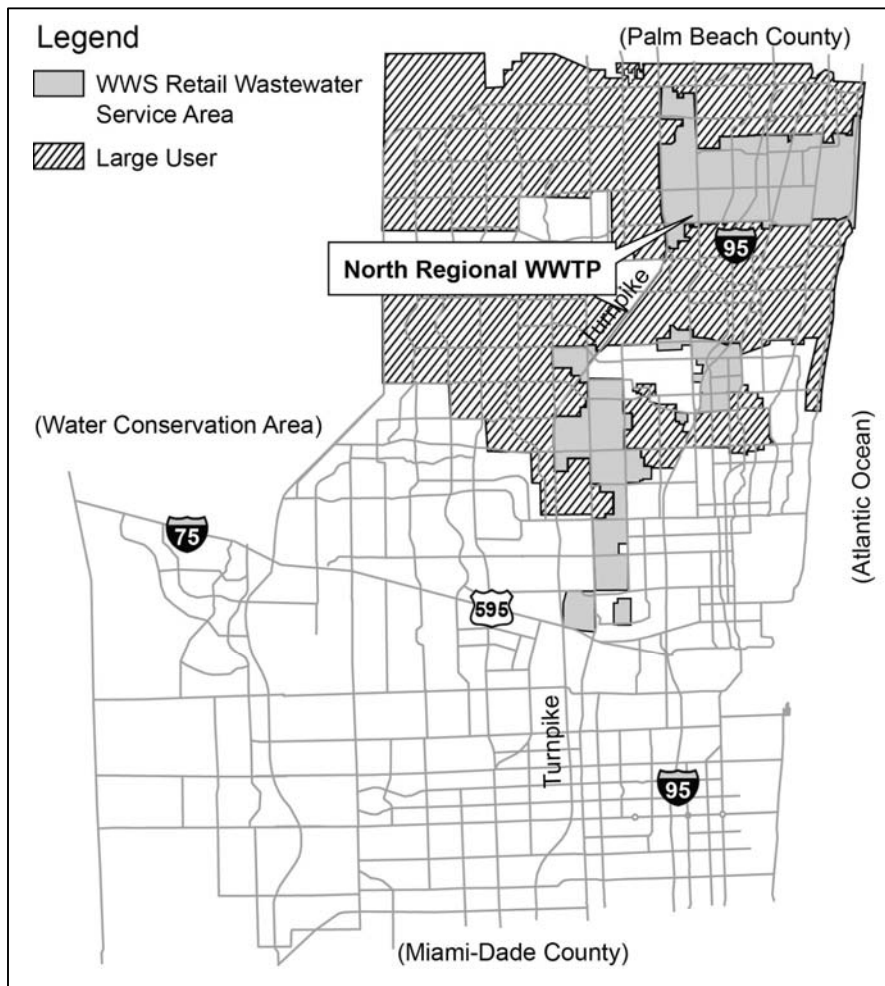 Legend
(Palm Beach County)
WWS Retail Wastewater
Service Area
Large User
95
North Regional WWTP
Turnpike
(Water Conservation Area)
(Atlantic Ocean)
75
595
Turnpike
95
(Miami-Dade County)